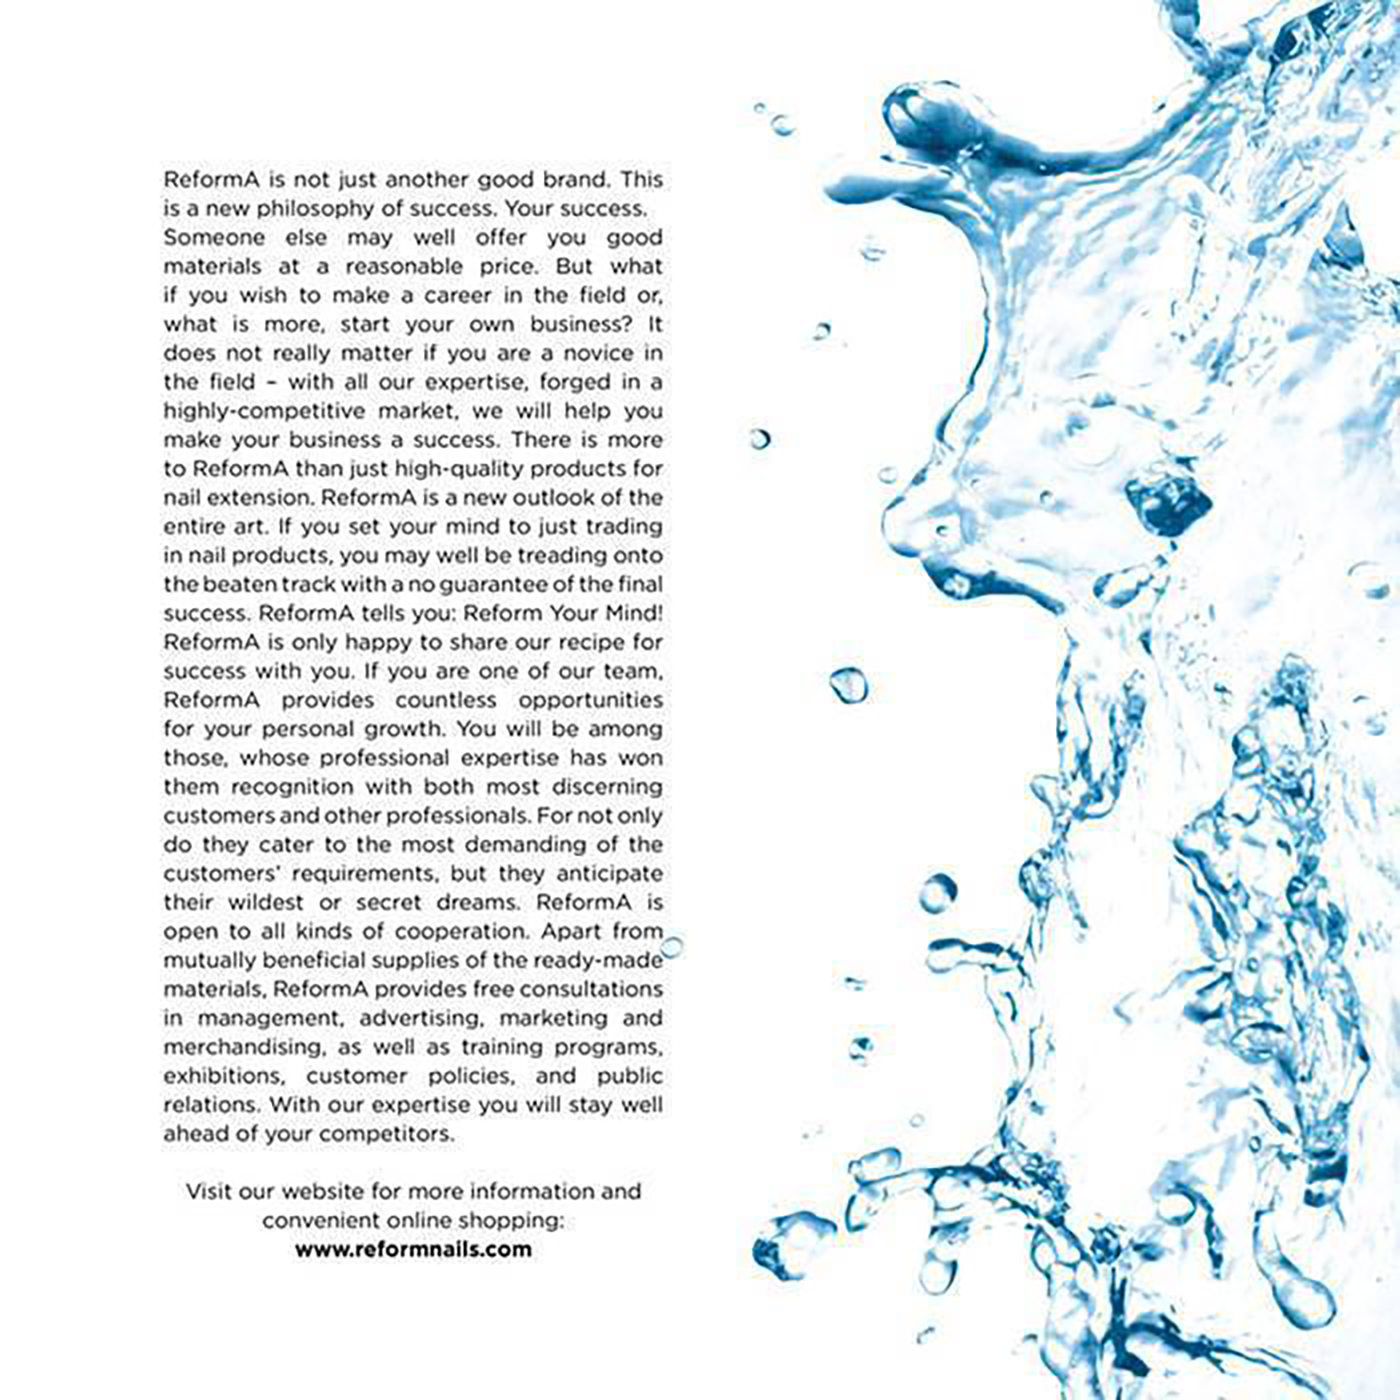 ReformA is not just another good brand. This
is a new philosophy of success. Your success.
Someone else may well offer you good
materials at a reasonable price. But what
if you wish to make a career in the field or,
what is more, start your own business? It
does not really matter if you are a novice in
the field – with all our expertise, forged in a
highly-competitive market, we will help you
make your business a success. There is more
to ReformA than just high-quality products for
nail extension. ReformA is a new outlook of the
entire art. If you set your mind to just trading
in nail products, you may well be treading onto
the beaten track with a no guarantee of the final
success. ReformA tells you: Reform Your Mind!
ReformA is only happy to share our recipe for
success with you. If you are one of our team,
ReformA provides countless opportunities
for your personal growth. You will be among
those, whose professional expertise has won
them recognition with both most discerning
customers and other professionals. For not only
do they cater to the most demanding of the
customers’ requirements, but they anticipate
their wildest or secret dreams. ReformA is
open to all kinds of cooperation. Apart from
mutually beneficial supplies of the ready-made
materials, ReformA provides free consultations
in management, advertising, marketing and
merchandising, as well as training programs,
exhibitions, customer policies, and public
relations. With our expertise you will stay well
ahead of your competitors.
Visit our website for more information and
convenient online shopping:
www.reformnails.com